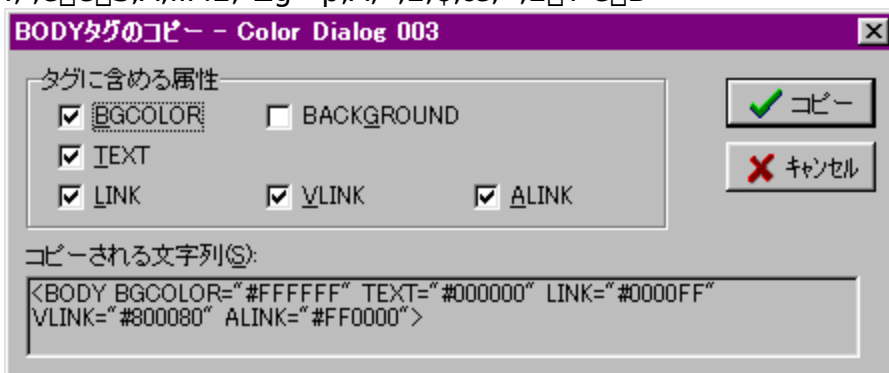 BODYタグのコピー - Color Dialog 003
タグに含める属性
BGCOLOR
BACKGROUND
TEXT
LINK
VLINK
ALINK
コピー
キャンセル
コピーされる文字列(S):
<BODY BGCOLOR="#FFFFFF" TEXT="#000000" LINK="#0000FF"
VLINK="#800080" ALINK="#FF0000">